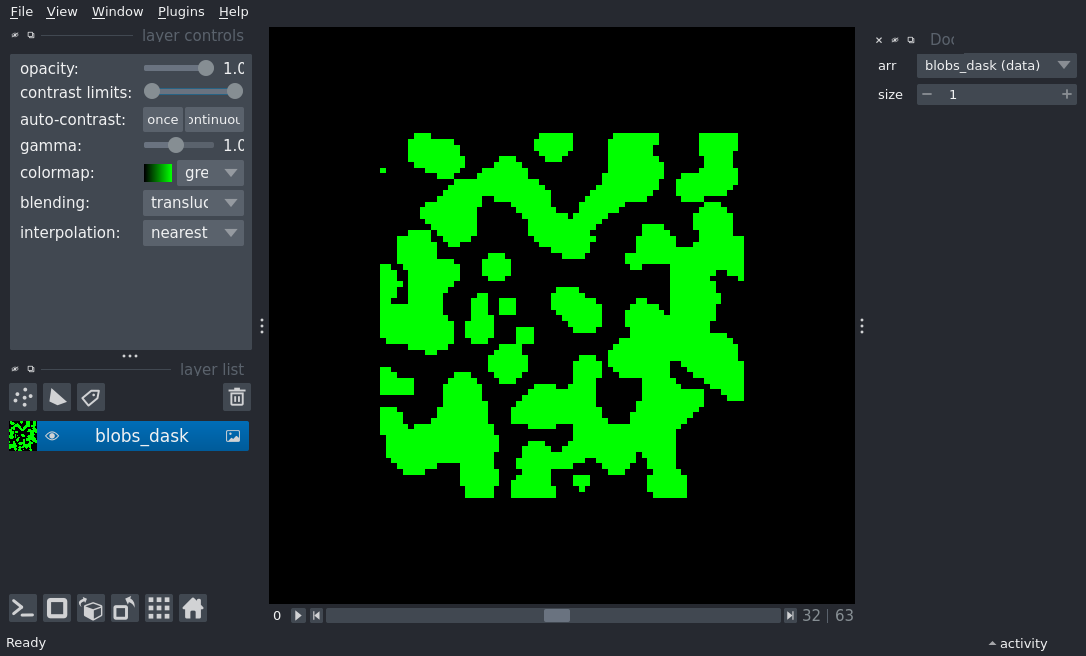 File View Window Plugins Help
layer controls
opacity: 1.0
contrast limits:
auto-contrast: once ontinuou
gamma: 1.0
colormap: gre
blending: transluc
interpolation: nearest
layer list
blobs_dask
0 32 | 63
Ready
Doc
arr blobs_dask (data)
size 1
activity